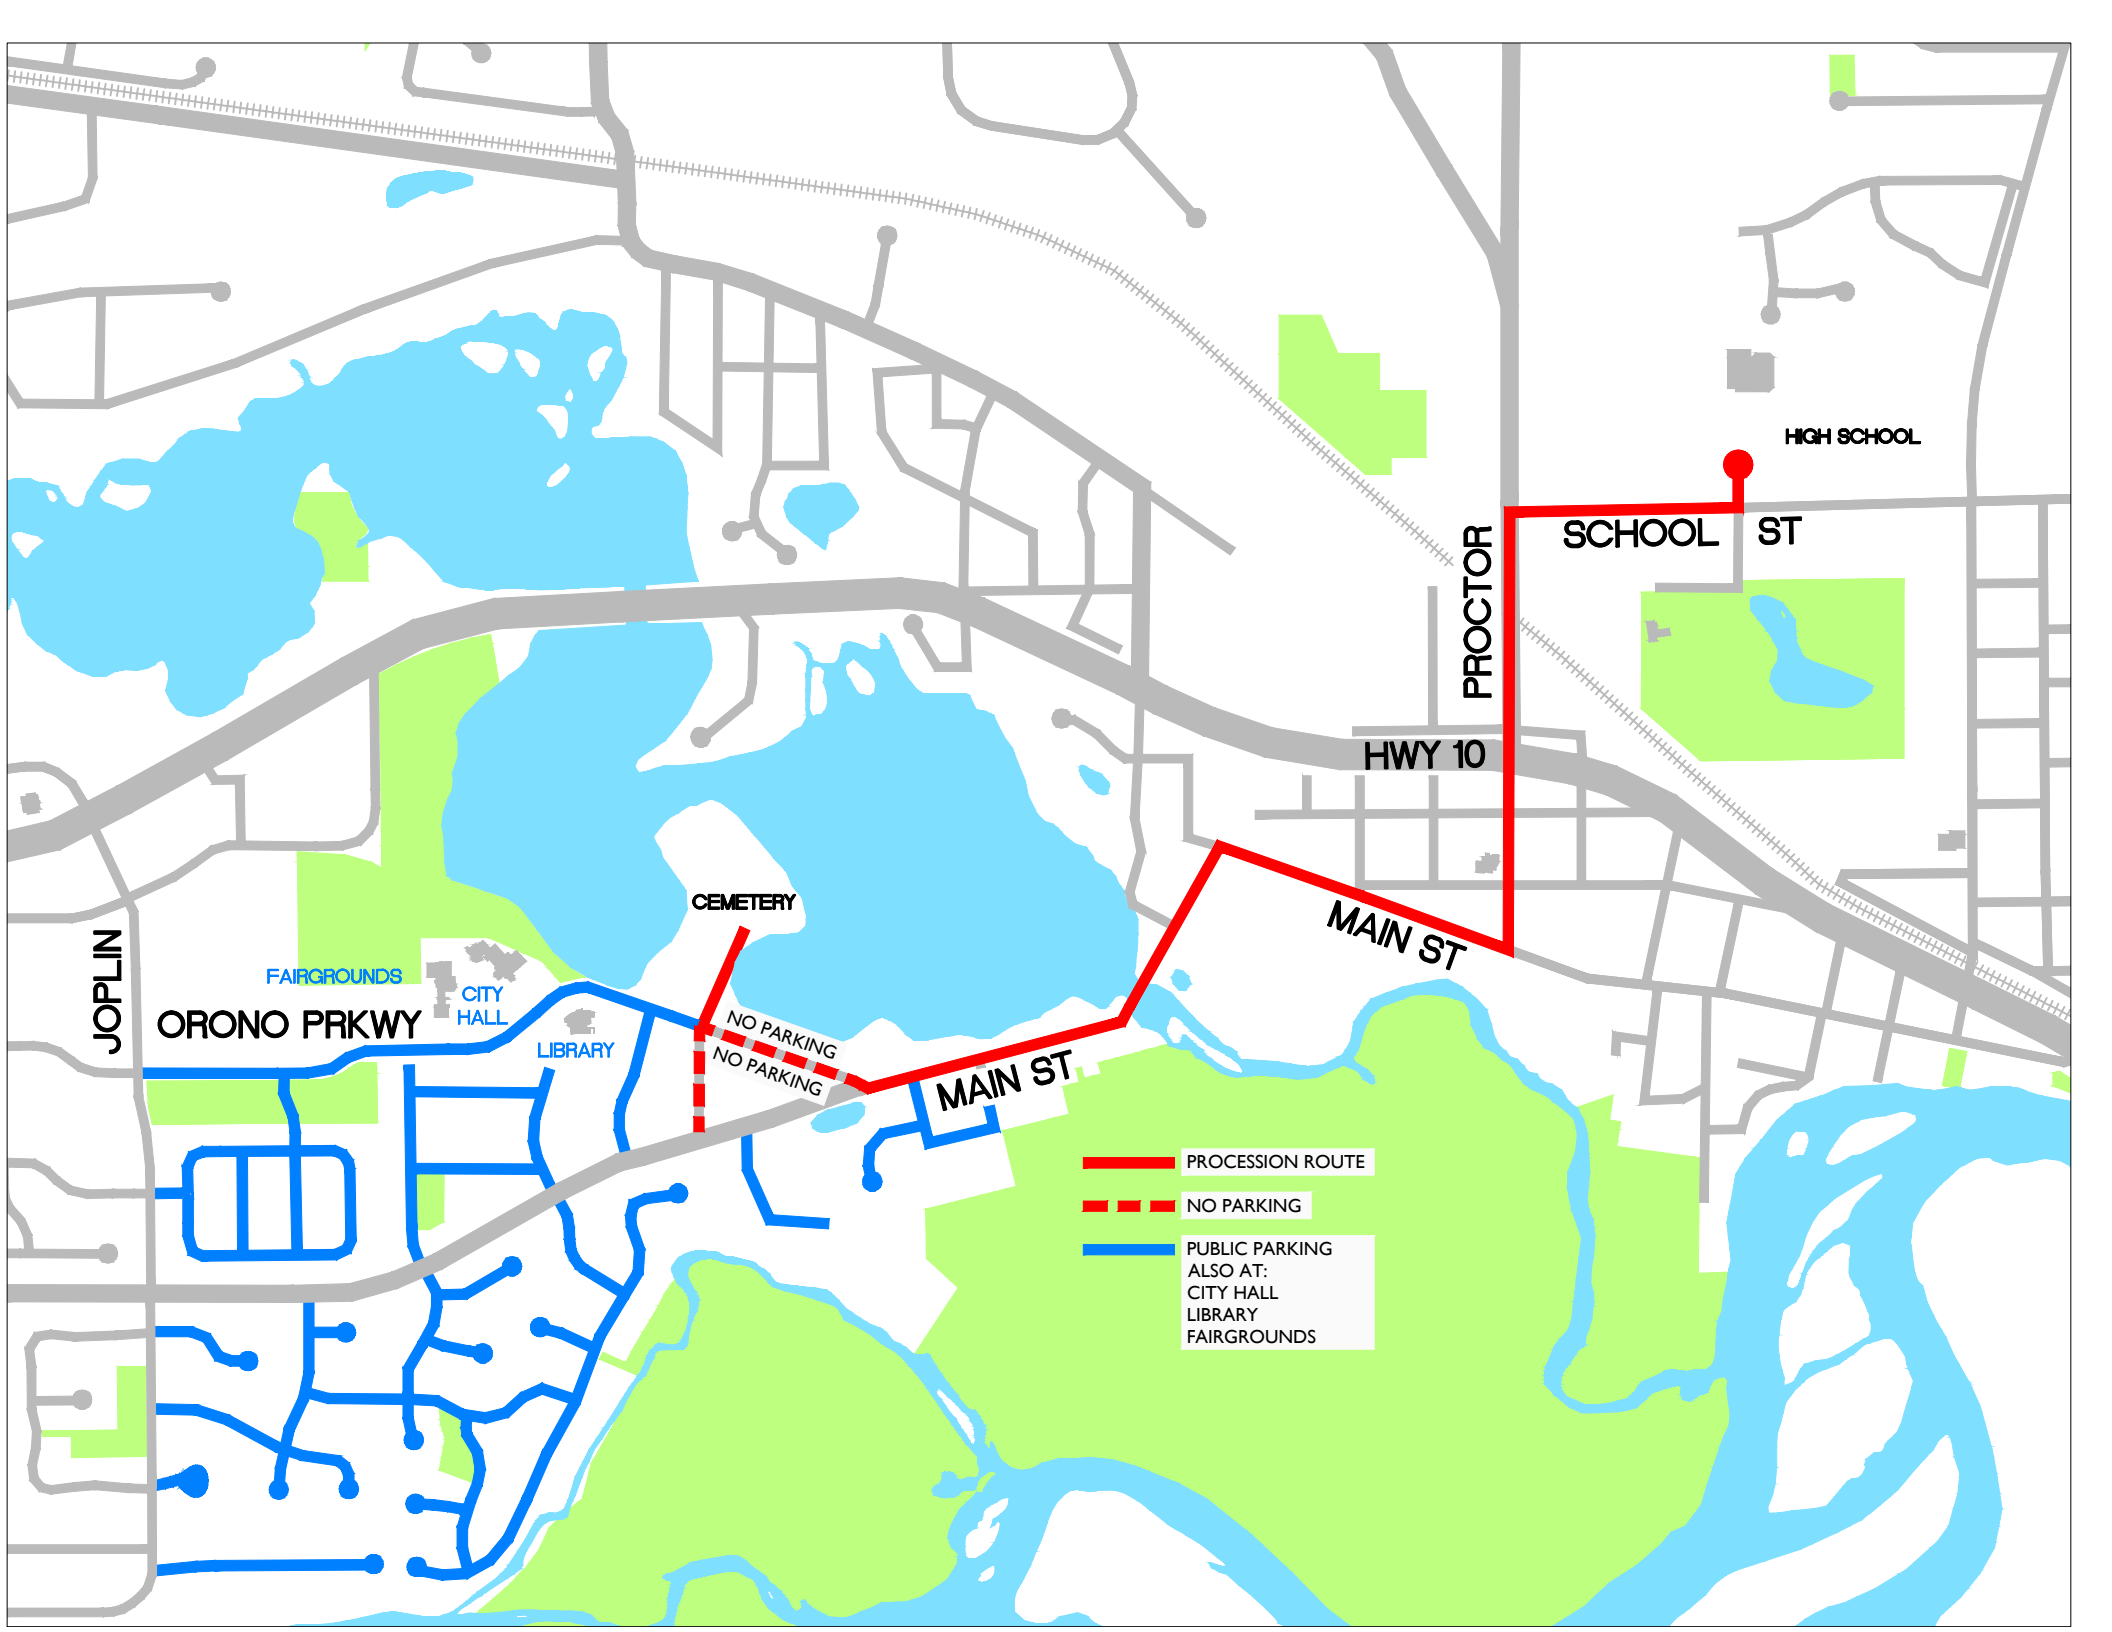 HIGH SCHOOL
SCHOOL ST
PROCTOR
HWY 10
MAIN ST
CEMETERY
JOPLIN
FAIRGROUNDS
CITY
HALL
ORONO PRKWY
LIBRARY
NO PARKING
NO PARKING
MAIN ST
PROCESSION ROUTE
NO PARKING
PUBLIC PARKING
ALSO AT:
CITY HALL
LIBRARY
FAIRGROUNDS